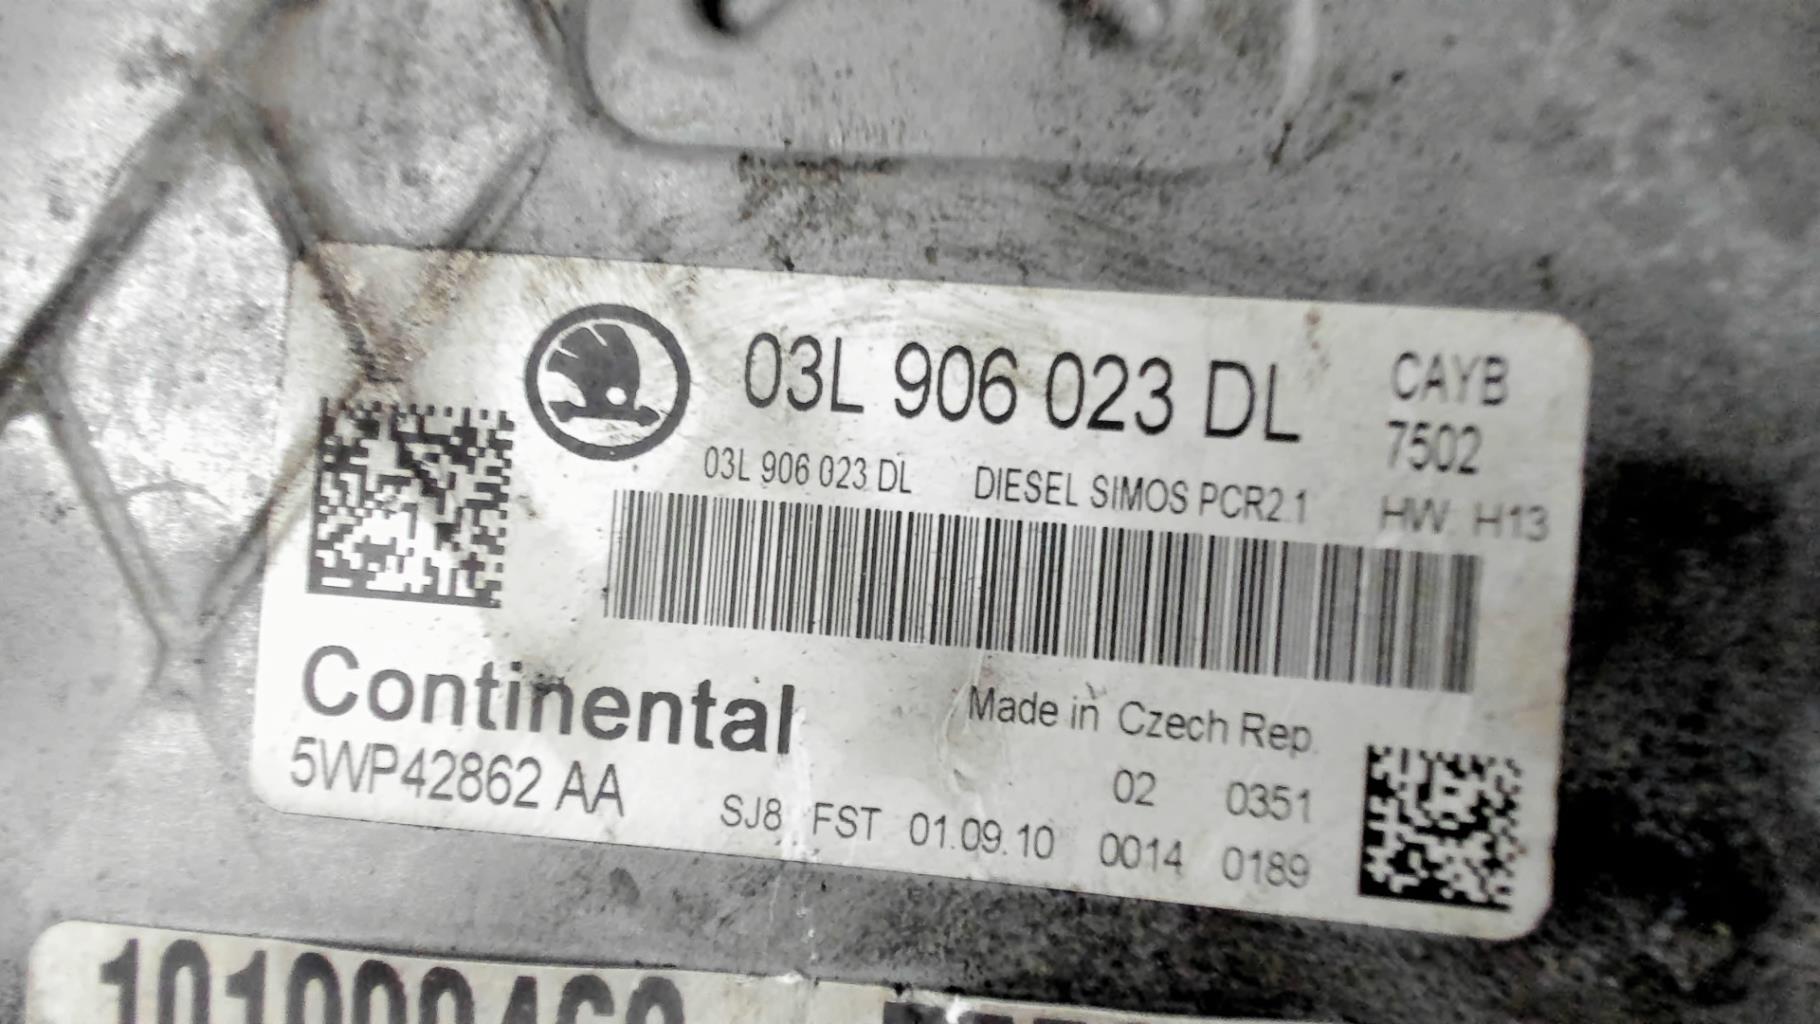 03L 906 023 DL
CAYB
7502
03L 906 023 DL DIESEL SIMOS PCR2.1
HW H13
Continental
Made in Czech Rep.
5WP42862 AA
02 0351
SJ8 FST 01.09.10 0014 0189